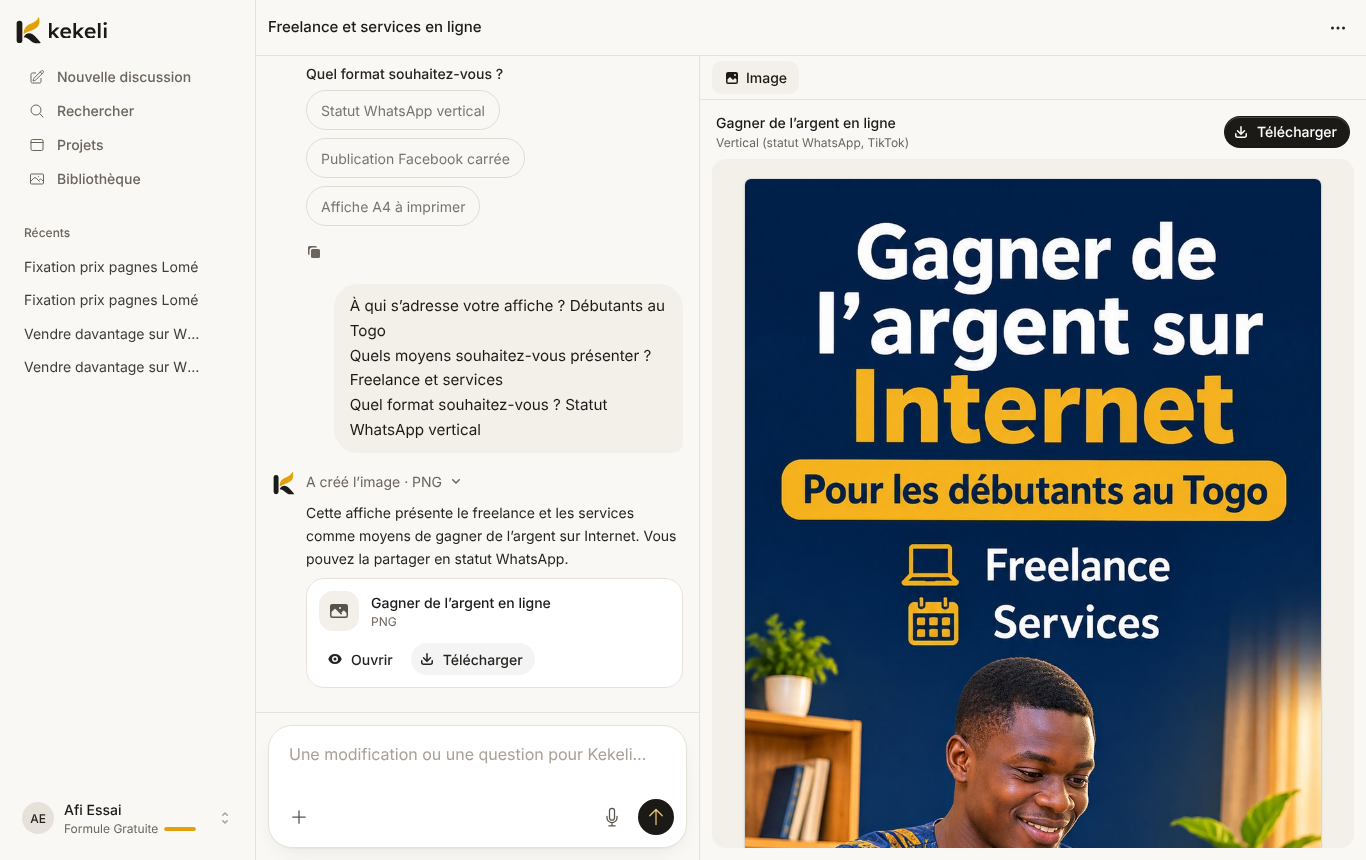 kekeli
Nouvelle discussion
Rechercher
Projets
Bibliothèque
Récents
Fixation prix pagnes Lomé
Fixation prix pagnes Lomé
Vendre davantage sur W...
Vendre davantage sur W...
AE
Afi Essai
Formule Gratuite
Freelance et services en ligne
Quel format souhaitez-vous ?
Statut WhatsApp vertical
Publication Facebook carrée
Affiche A4 à imprimer
À qui s’adresse votre affiche ? Débutants au
Togo
Quels moyens souhaitez-vous présenter ?
Freelance et services
Quel format souhaitez-vous ? Statut
WhatsApp vertical
A créé l’image · PNG
Cette affiche présente le freelance et les services
comme moyens de gagner de l’argent sur Internet. Vous
pouvez la partager en statut WhatsApp.
Gagner de l’argent en ligne
PNG
Ouvrir
Télécharger
Une modification ou une question pour Kekeli...
Image
Gagner de l’argent en ligne
Vertical (statut WhatsApp, TikTok)
Télécharger
Gagner de
l’argent sur
Internet
Pour les débutants au Togo
Freelance
Services